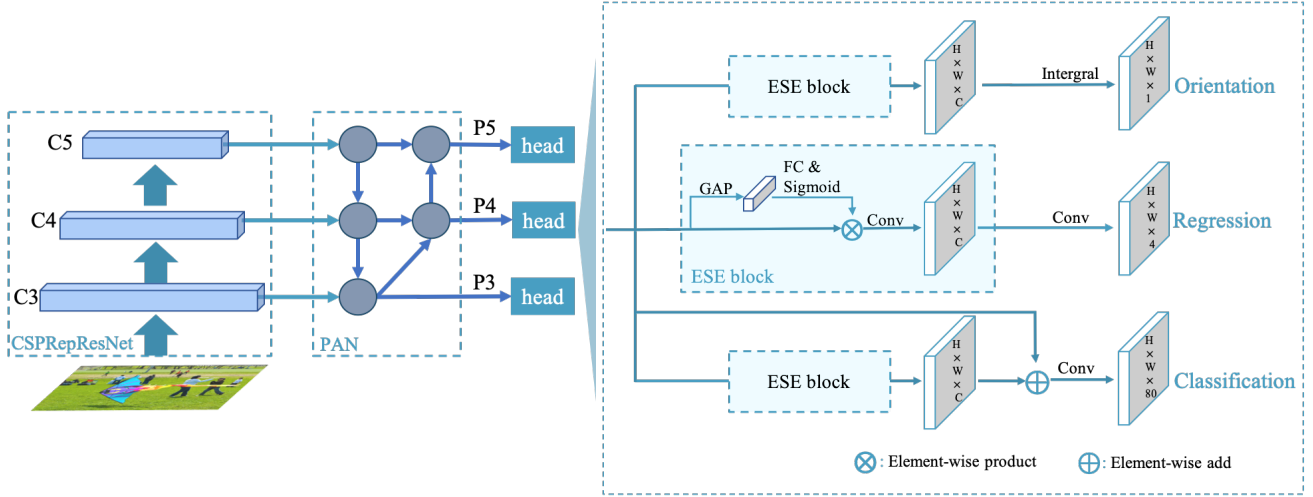 C5
C4
C3
CSPRepResNet
PAN
P5
P4
P3
head
head
head
ESE block
H
×
W
×
C
Intergral
H
×
W
×
1
Orientation
GAP
FC &
Sigmoid
Conv
H
×
W
×
C
ESE block
Conv
H
×
W
×
4
Regression
ESE block
H
×
W
×
C
Conv
H
×
W
×
80
Classification
: Element-wise product
: Element-wise add